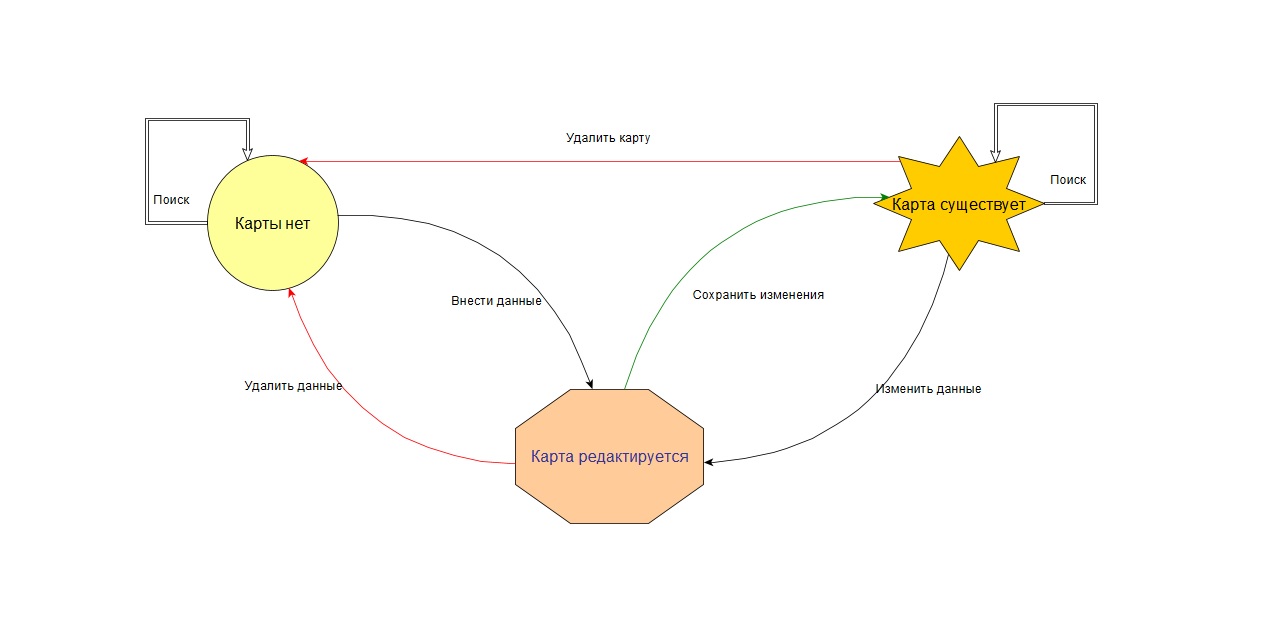 Удалить карту
Поиск
Поиск
Карты нет
Карта существует
Внести данные
Сохранить изменения
Удалить данные
Изменить данные
Карта редактируется